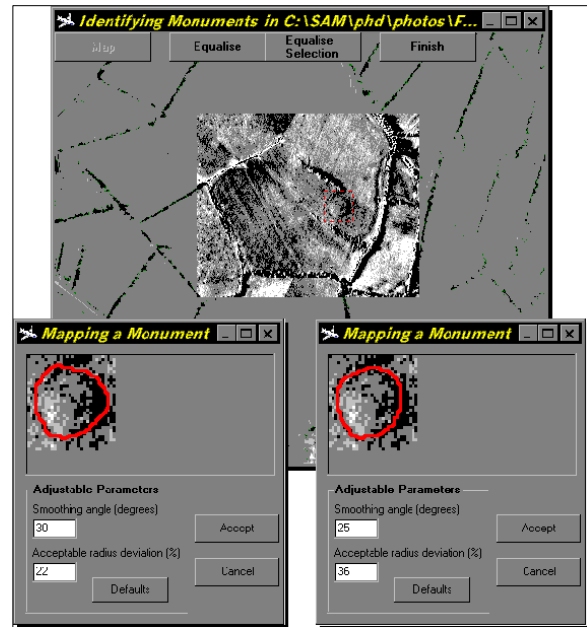 Identifying Monuments in C:\SAM\phd\photos\F...
Map
Equalise
Equalise
Selection
Finish
Mapping a Monument
Adjustable Parameters
Smoothing angle (degrees)
30
Accept
Acceptable radius deviation (%)
22
Cancel
Defaults
Mapping a Monument
Adjustable Parameters
Smoothing angle (degrees)
25
Accept
Acceptable radius deviation (%)
36
Cancel
Defaults